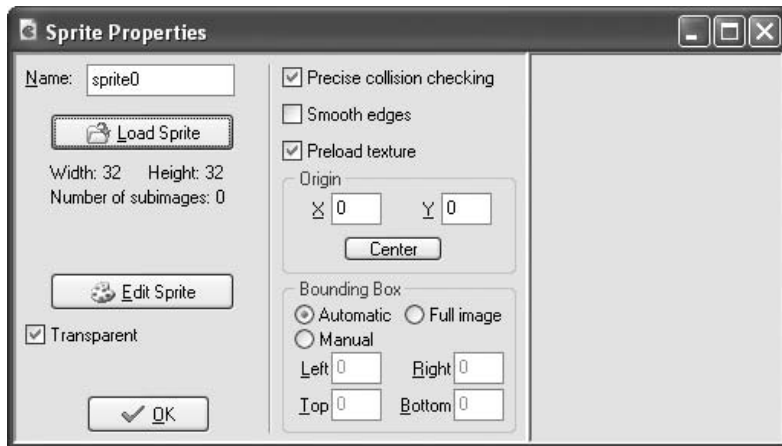 Sprite Properties
Name: sprite0
Load Sprite
Width: 32 Height: 32
Number of subimages: 0
Edit Sprite
Transparent
OK
Precise collision checking
Smooth edges
Preload texture
Origin
X 0 Y 0
Center
Bounding Box
Automatic Full image
Manual
Left 0 Right 0
Top 0 Bottom 0